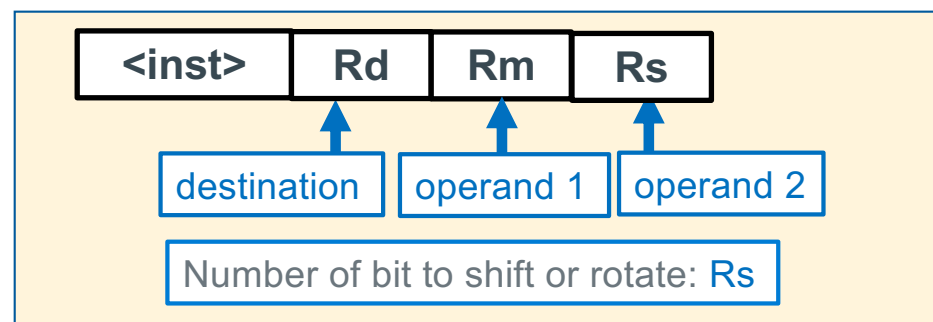 <inst> Rd Rm Rs
destination operand 1 operand 2
Number of bit to shift or rotate: Rs